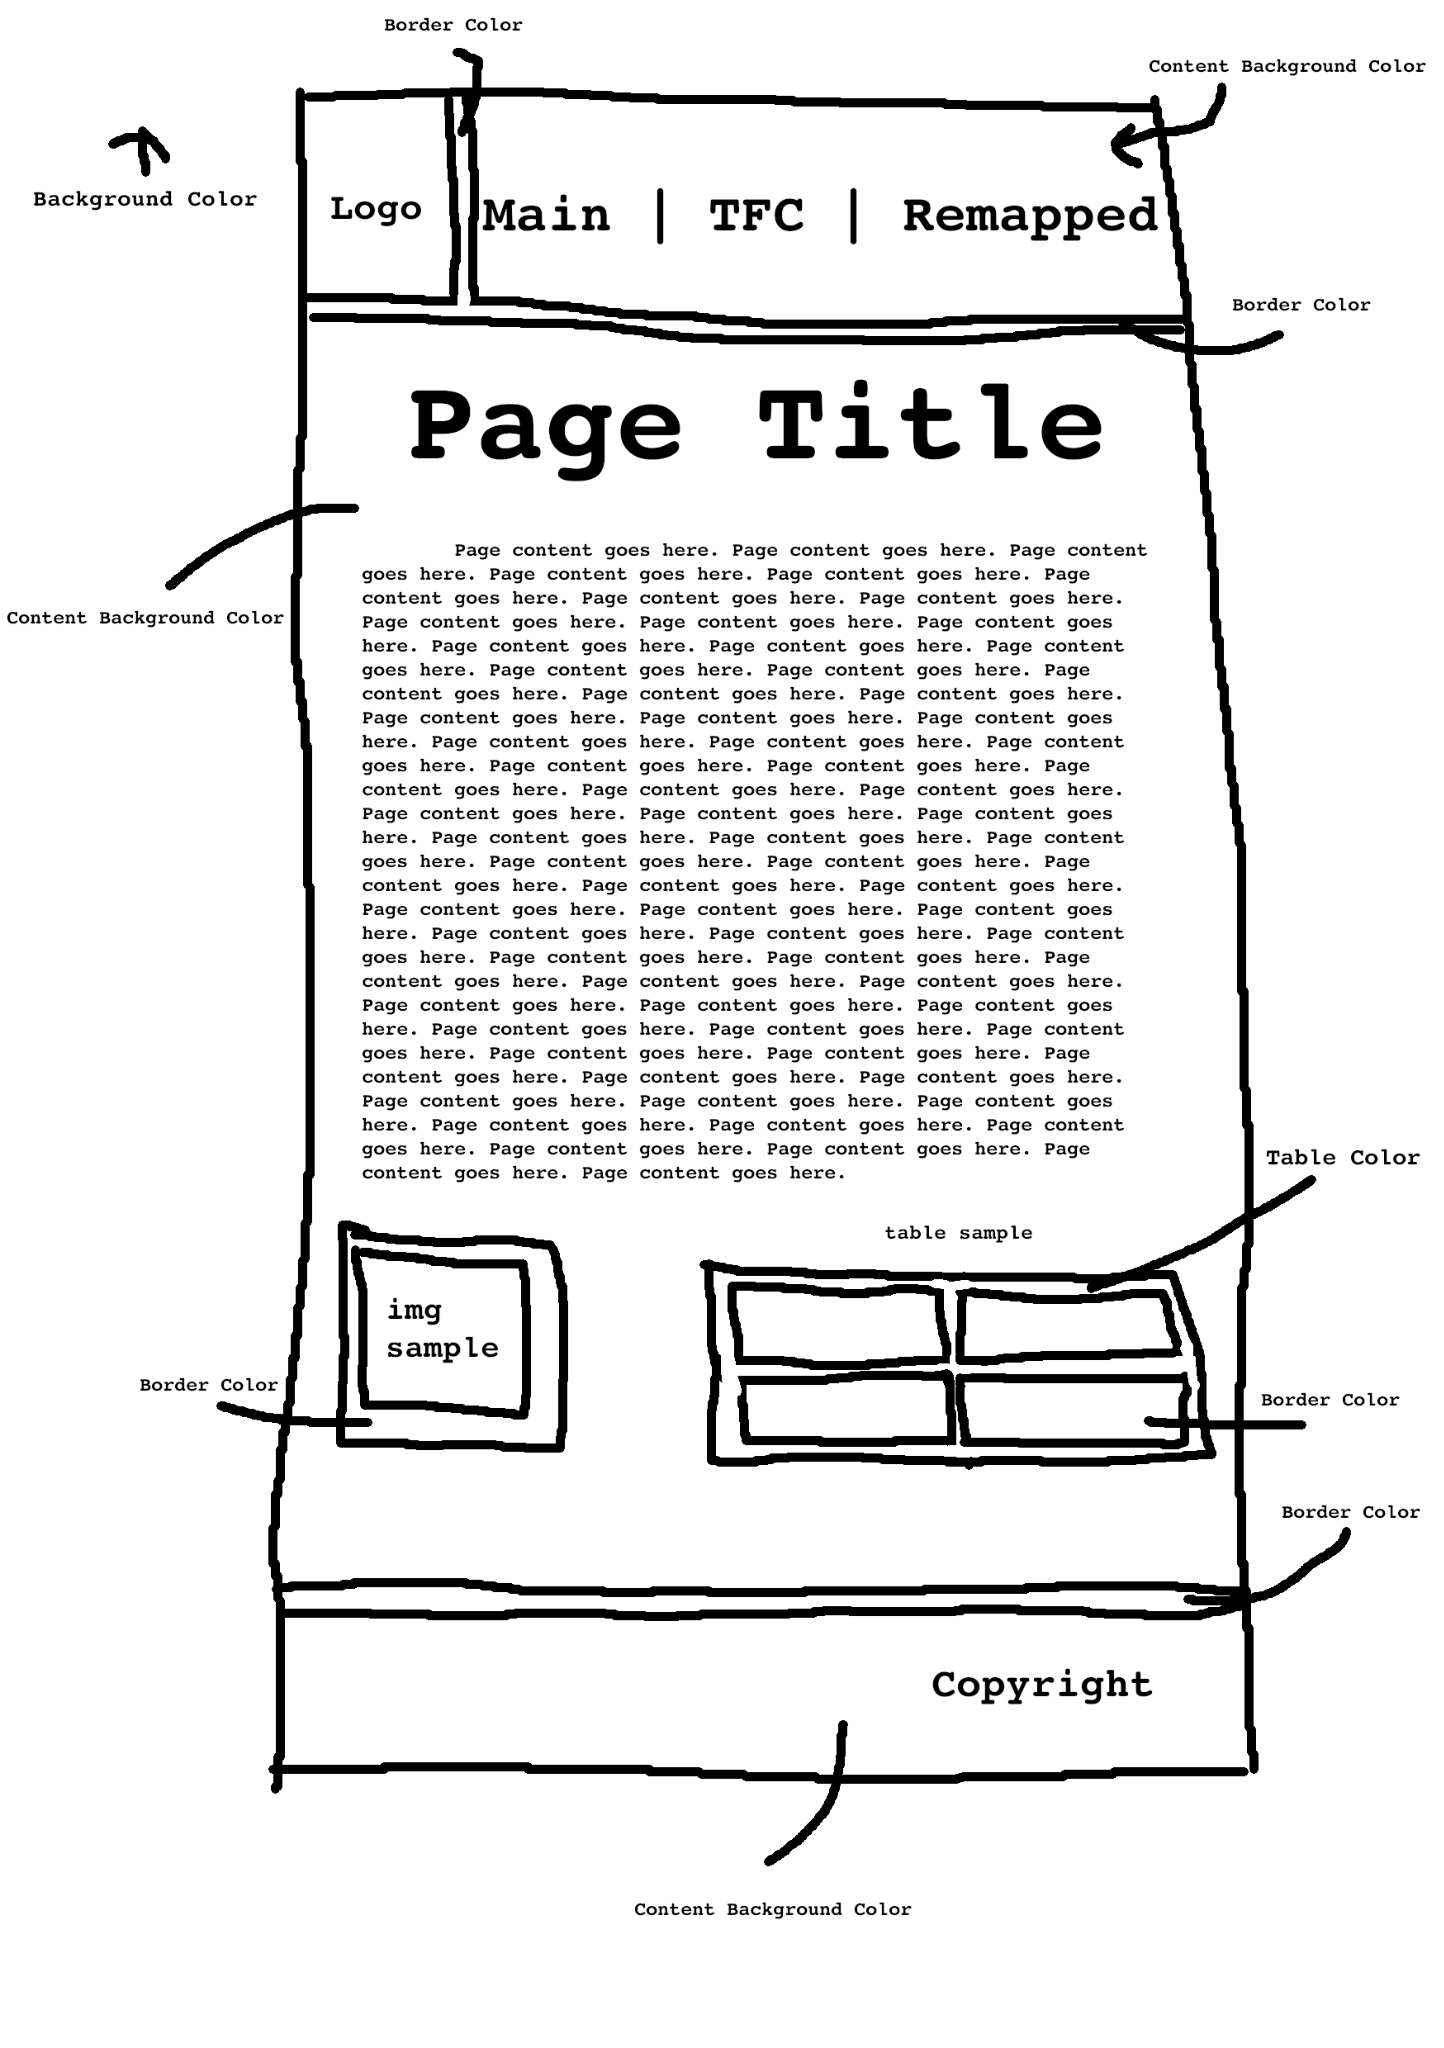 Border Color
Content Background Color
Background Color
Logo
Main | TFC | Remapped
Border Color
Page Title
Page content goes here. Page content goes here. Page content
goes here. Page content goes here. Page content goes here. Page
content goes here. Page content goes here. Page content goes here.
Page content goes here. Page content goes here. Page content goes
here. Page content goes here. Page content goes here. Page content
goes here. Page content goes here. Page content goes here. Page
content goes here. Page content goes here. Page content goes here.
Page content goes here. Page content goes here. Page content goes
here. Page content goes here. Page content goes here. Page content
goes here. Page content goes here. Page content goes here. Page
content goes here. Page content goes here. Page content goes here.
Page content goes here. Page content goes here. Page content goes
here. Page content goes here. Page content goes here. Page content
goes here. Page content goes here. Page content goes here. Page
content goes here. Page content goes here. Page content goes here.
Page content goes here. Page content goes here. Page content goes
here. Page content goes here. Page content goes here. Page content
goes here. Page content goes here. Page content goes here. Page
content goes here. Page content goes here. Page content goes here.
Page content goes here. Page content goes here. Page content goes
here. Page content goes here. Page content goes here. Page content
goes here. Page content goes here. Page content goes here. Page
content goes here. Page content goes here. Page content goes here.
Page content goes here. Page content goes here. Page content goes
here. Page content goes here. Page content goes here. Page content
goes here. Page content goes here. Page content goes here. Page
content goes here. Page content goes here.
Content Background Color
Table Color
table sample
img
sample
Border Color
Border Color
Border Color
Copyright
Content Background Color